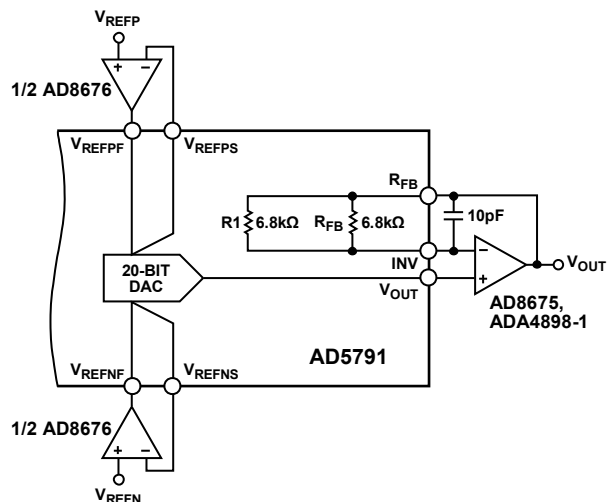 VREFP
+ −
1/2 AD8676
VREFPF VREFPS
RFB
R1 6.8kΩ RFB 6.8kΩ 10pF
INV
−
20-BIT
DAC
VOUT
+
VOUT
AD8675,
ADA4898-1
AD5791
VREFNF VREFNS
1/2 AD8676
+ −
VREFN